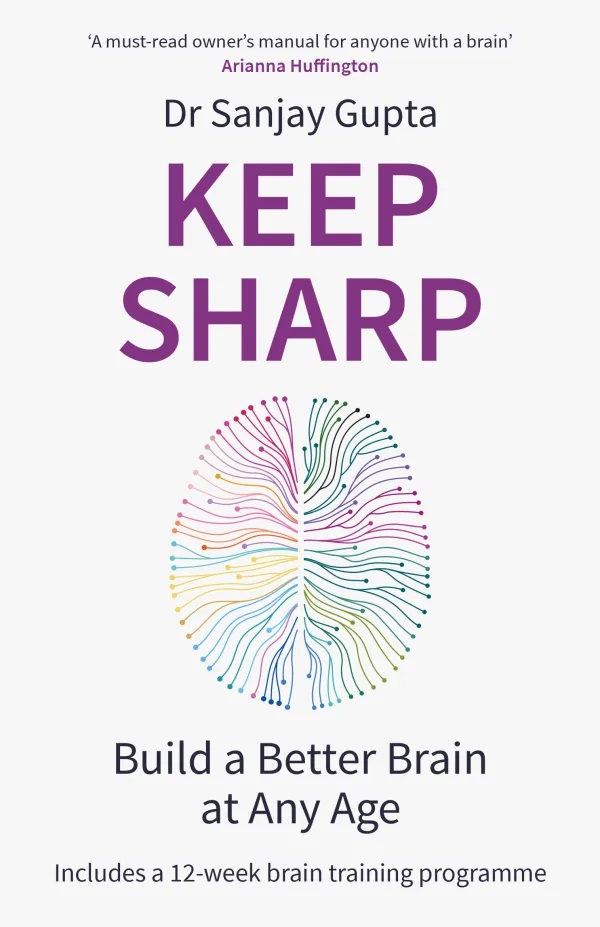 ‘A must-read owner’s manual for anyone with a brain’
Arianna Huffington
Dr Sanjay Gupta
KEEP
SHARP
Build a Better Brain
at Any Age
Includes a 12-week brain training programme